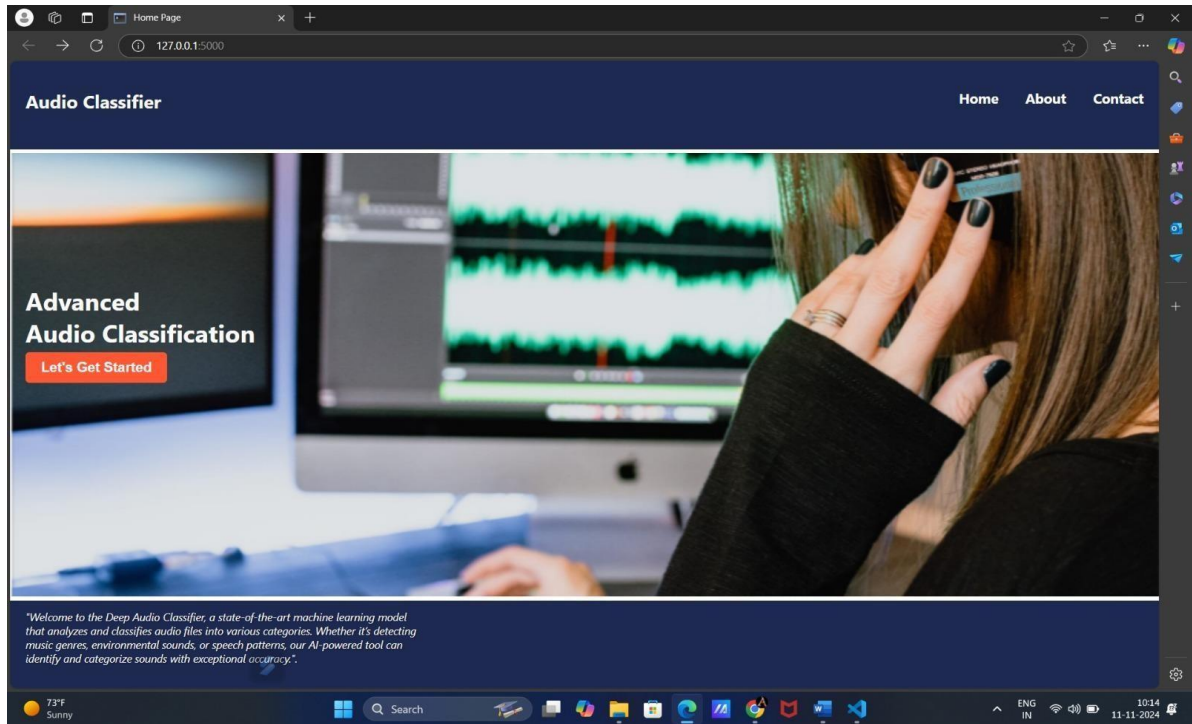 Home Page
127.0.0.1:5000
Audio Classifier
Home About Contact
Advanced
Audio Classification
Let's Get Started
"Welcome to the Deep Audio Classifier, a state-of-the-art machine learning model
that analyzes and classifies audio files into various categories. Whether it's detecting
music genres, environmental sounds, or speech patterns, our AI-powered tool can
identify and categorize sounds with exceptional accuracy.".
73°F
Sunny
Search
ENG
IN
10:14
11-11-2024